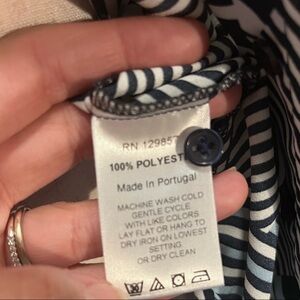 RN 12985
100% POLYEST
Made in Portugal
MACHINE WASH COLD
GENTLE CYCLE
WITH LIKE COLORS
LAY FLAT OR HANG TO
DRY IRON ON LOWEST
SETTING
OR DRY CLEAN